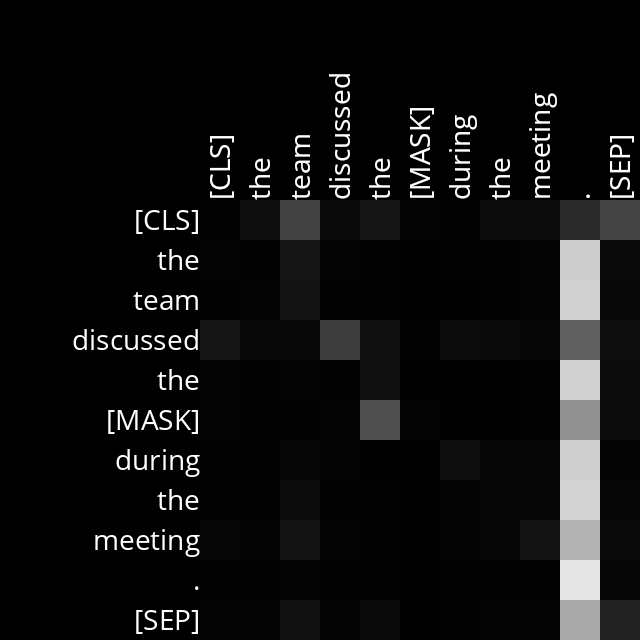 [CLS] the team discussed the [MASK] during the meeting . [SEP]
[CLS]
the
team
discussed
the
[MASK]
during
the
meeting
.
[SEP]